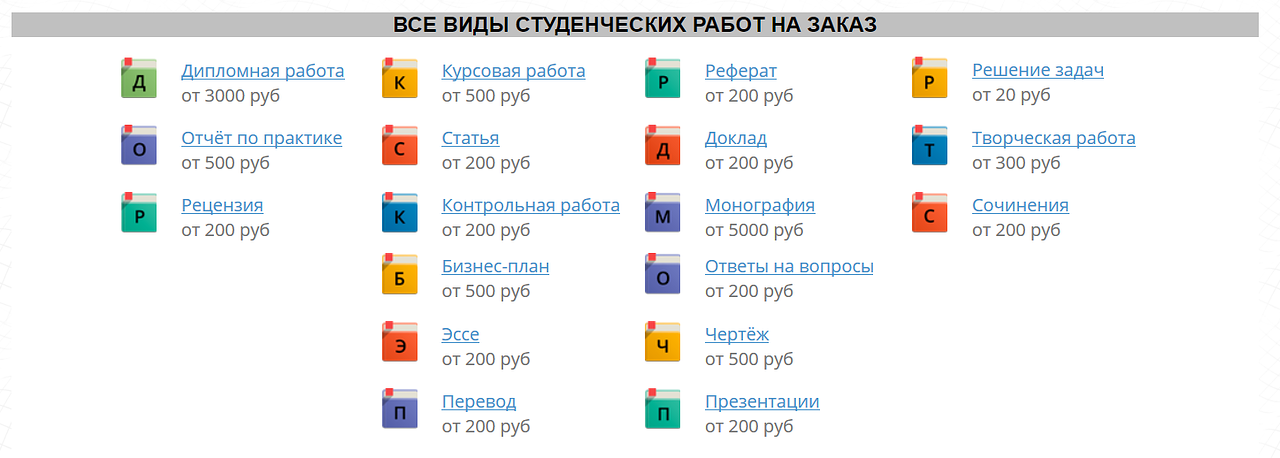 ВСЕ ВИДЫ СТУДЕНЧЕСКИХ РАБОТ НА ЗАКАЗ
Д
Дипломная работа
от 3000 руб
К
Курсовая работа
от 500 руб
Р
Реферат
от 200 руб
Р
Решение задач
от 20 руб
О
Отчёт по практике
от 500 руб
С
Статья
от 200 руб
Д
Доклад
от 200 руб
Т
Творческая работа
от 300 руб
Р
Рецензия
от 200 руб
К
Контрольная работа
от 200 руб
М
Монография
от 5000 руб
С
Сочинения
от 200 руб
Б
Бизнес-план
от 500 руб
О
Ответы на вопросы
от 200 руб
Э
Эссе
от 200 руб
Ч
Чертёж
от 500 руб
П
Перевод
от 200 руб
П
Презентации
от 200 руб